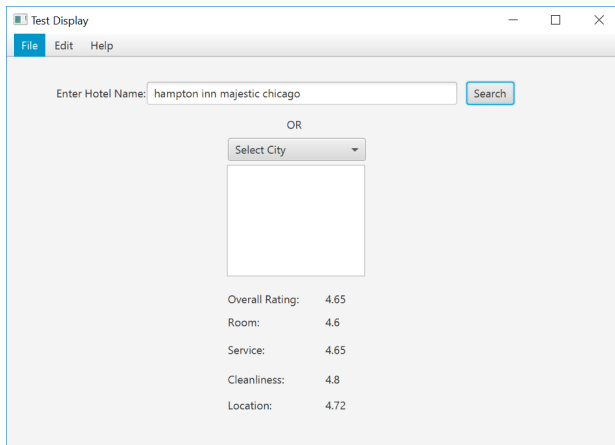 Test Display
File Edit Help
Enter Hotel Name: hampton inn majestic chicago Search
OR
Select City
Overall Rating: 4.65
Room: 4.6
Service: 4.65
Cleanliness: 4.8
Location: 4.72